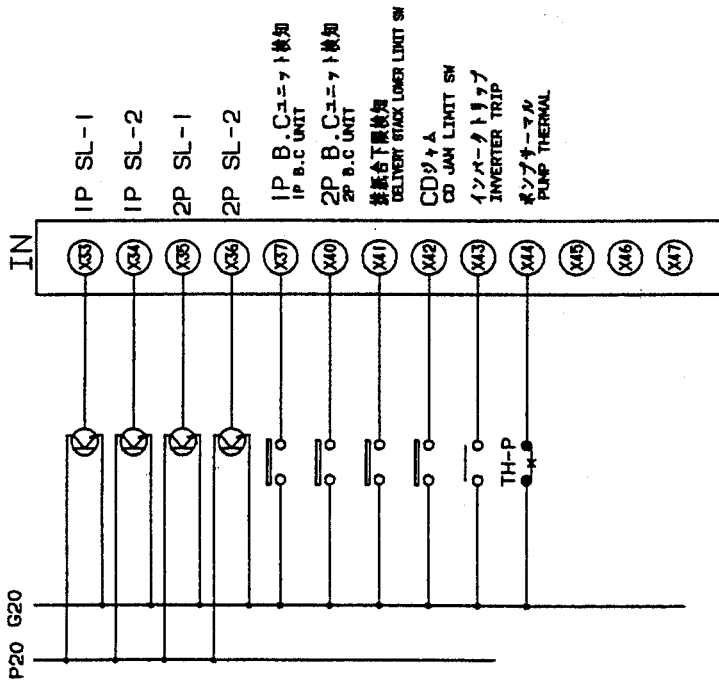 IN
X33
1P SL-1
X34
1P SL-2
X35
2P SL-1
X36
2P SL-2
X37
1P B.Cユニット検知
1P B.C UNIT
X40
2P B.Cユニット検知
2P B.C UNIT
X41
排紙台下限検知
DELIVERY STACK LOWER LIMIT SW
X42
CDジャム
CD JAM LIMIT SW
X43
インバータトリップ
INVERTER TRIP
X44
ポンプサーマル
PUMP THERMAL
X45
X46
X47
TH-P
P20
G20